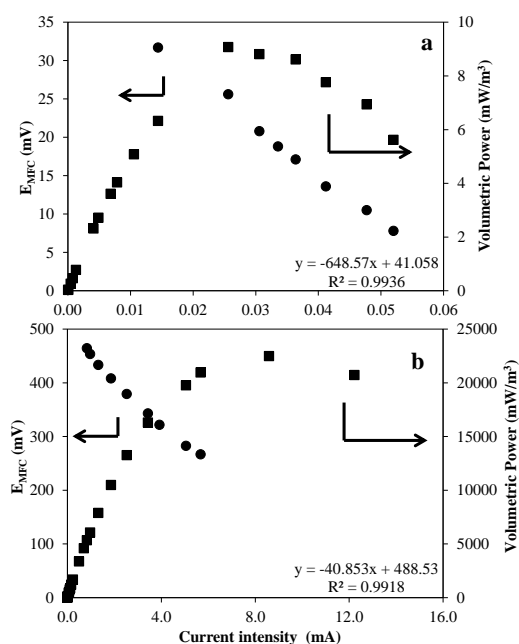 35
30
25
20
15
10
5
0
E_MFC (mV)
a
10
8
6
4
2
0
Volumetric Power (mW/m³)
y = -648.57x + 41.058
R² = 0.9936
0.00 0.01 0.02 0.03 0.04 0.05 0.06
500
400
300
200
100
0
E_MFC (mV)
b
25000
20000
15000
10000
5000
0
Volumetric Power (mW/m³)
y = -40.853x + 488.53
R² = 0.9918
0.0 4.0 8.0 12.0 16.0
Current intensity (mA)